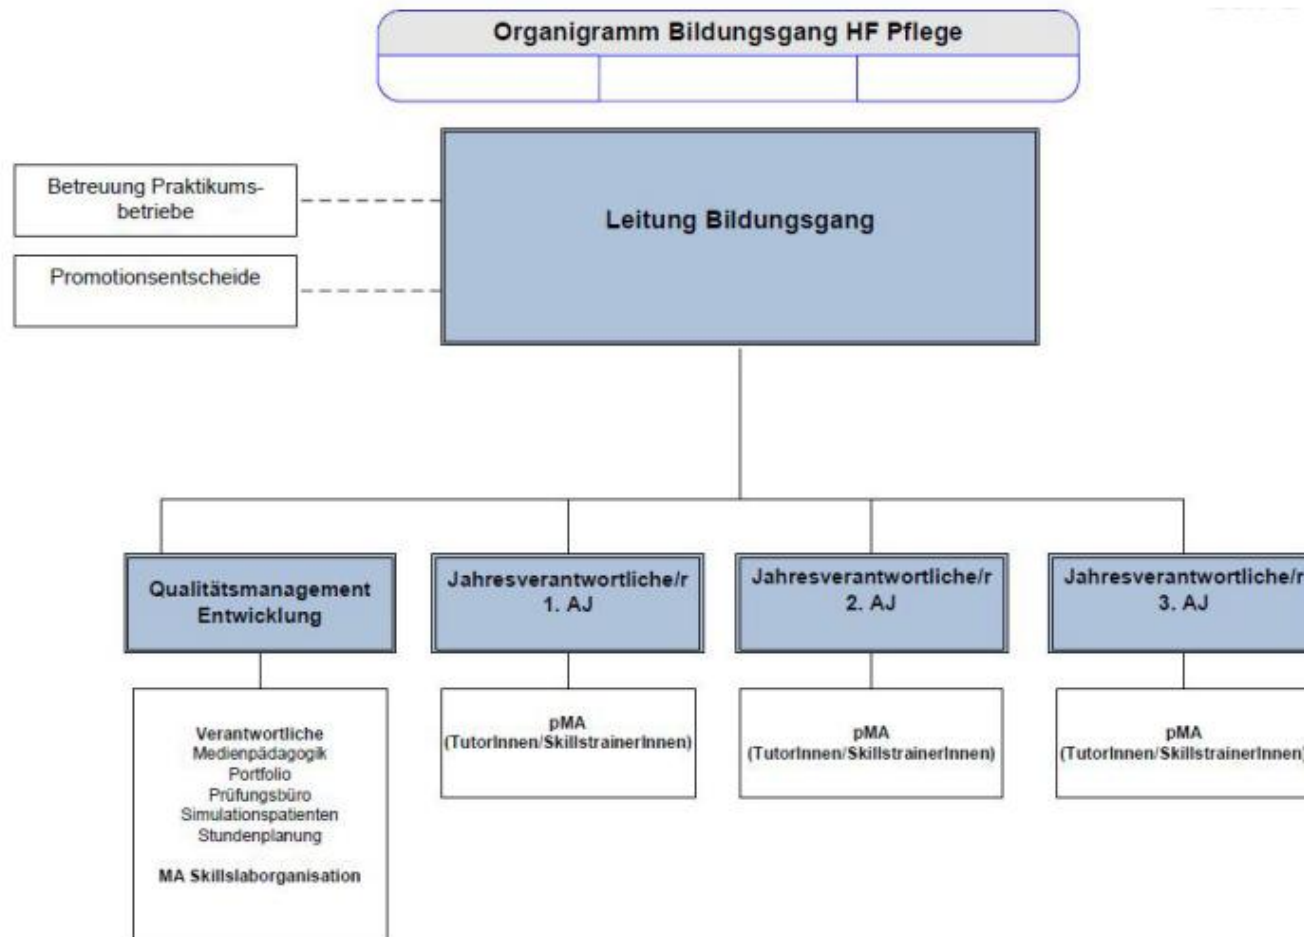 Organigramm Bildungsgang HF Pflege
Betreuung Praktikums-
betriebe
Leitung Bildungsgang
Promotionsentscheide
Qualitätsmanagement
Entwicklung
Jahresverantwortliche/r
1. AJ
Jahresverantwortliche/r
2. AJ
Jahresverantwortliche/r
3. AJ
Verantwortliche
Medienpädagogik
Portfolio
Prüfungsbüro
Simulationspatienten
Stundenplanung
MA Skillslaborganisation
pMA
(TutorInnen/SkillstrainerInnen)
pMA
(TutorInnen/SkillstrainerInnen)
pMA
(TutorInnen/SkillstrainerInnen)